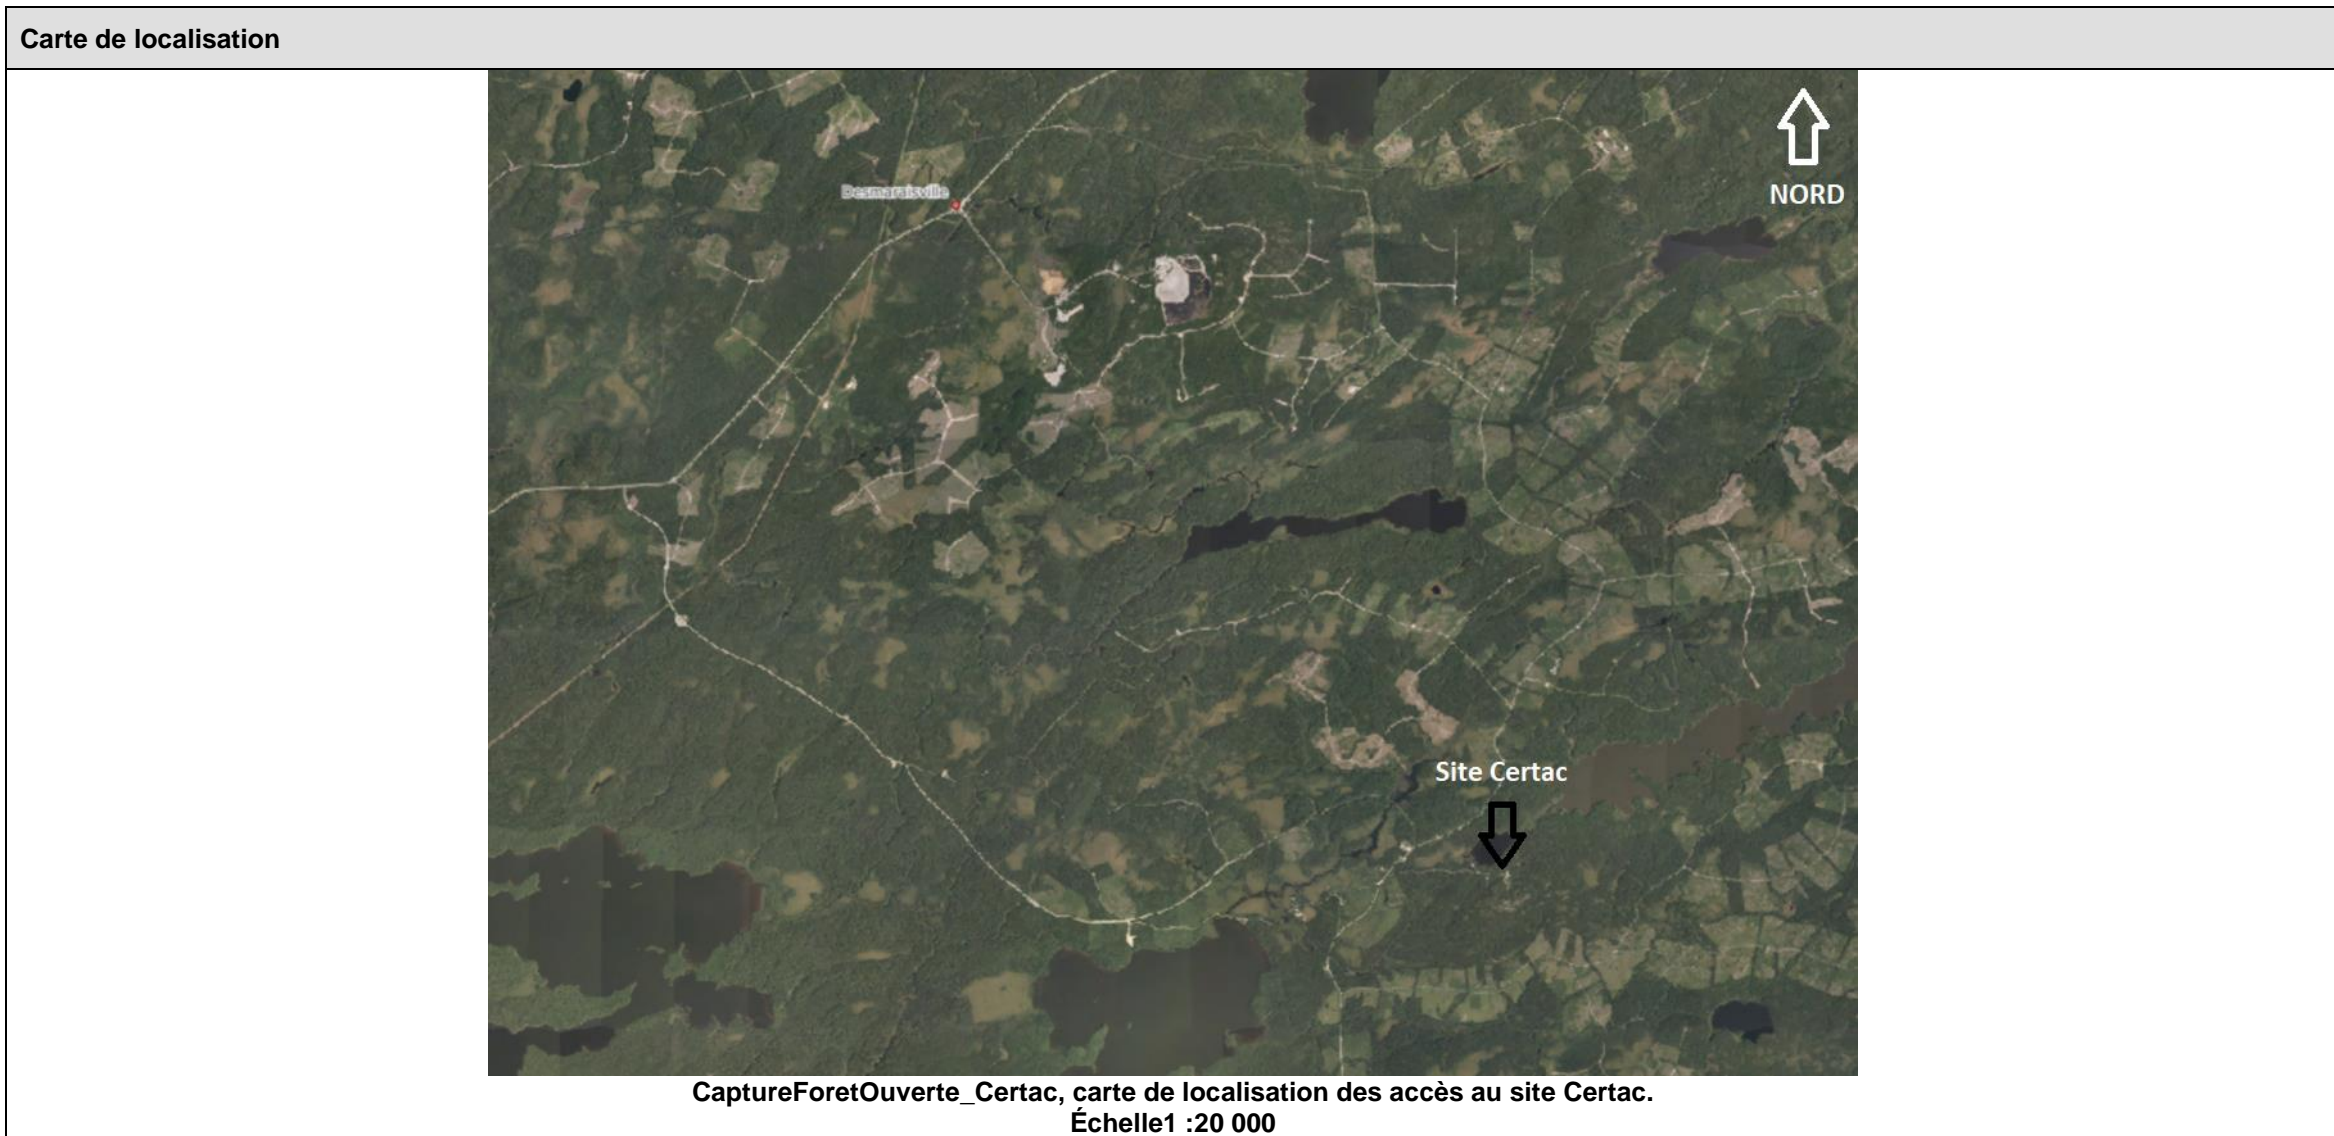 Carte de localisation
Desmaraisville
NORD
Site Certac
CaptureForetOuverte_Certac, carte de localisation des accès au site Certac.
Échelle1 :20 000